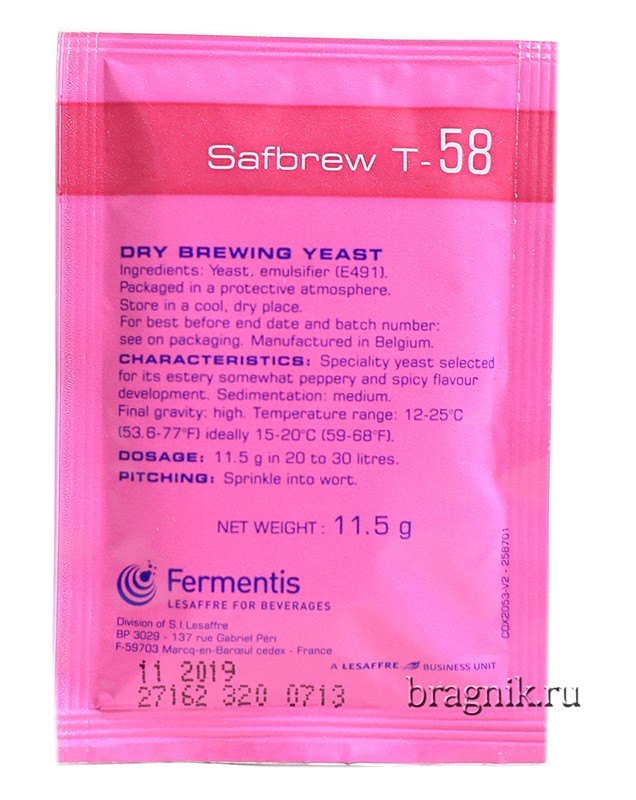 Safbrew T-58
DRY BREWING YEAST
Ingredients: Yeast, emulsifier (E491).
Packaged in a protective atmosphere.
Store in a cool, dry place.
For best before end date and batch number:
see on packaging. Manufactured in Belgium.
CHARACTERISTICS: Speciality yeast selected
for its estery somewhat peppery and spicy flavour
development. Sedimentation: medium.
Final gravity: high. Temperature range: 12-25°C
(53.6-77°F) ideally 15-20°C (59-68°F).
DOSAGE: 11.5 g in 20 to 30 litres.
PITCHING: Sprinkle into wort.
NET WEIGHT : 11.5 g
CDX2053-V2 - 258701
Fermentis
LESAFFRE FOR BEVERAGES
Division of S.I.Lesaffre
BP 3029 - 137 rue Gabriel Péri
F-59703 Marcq-en-Barœul cedex - France
A LESAFFRE BUSINESS UNIT
11 2019
27162 320 0713
bragnik.ru